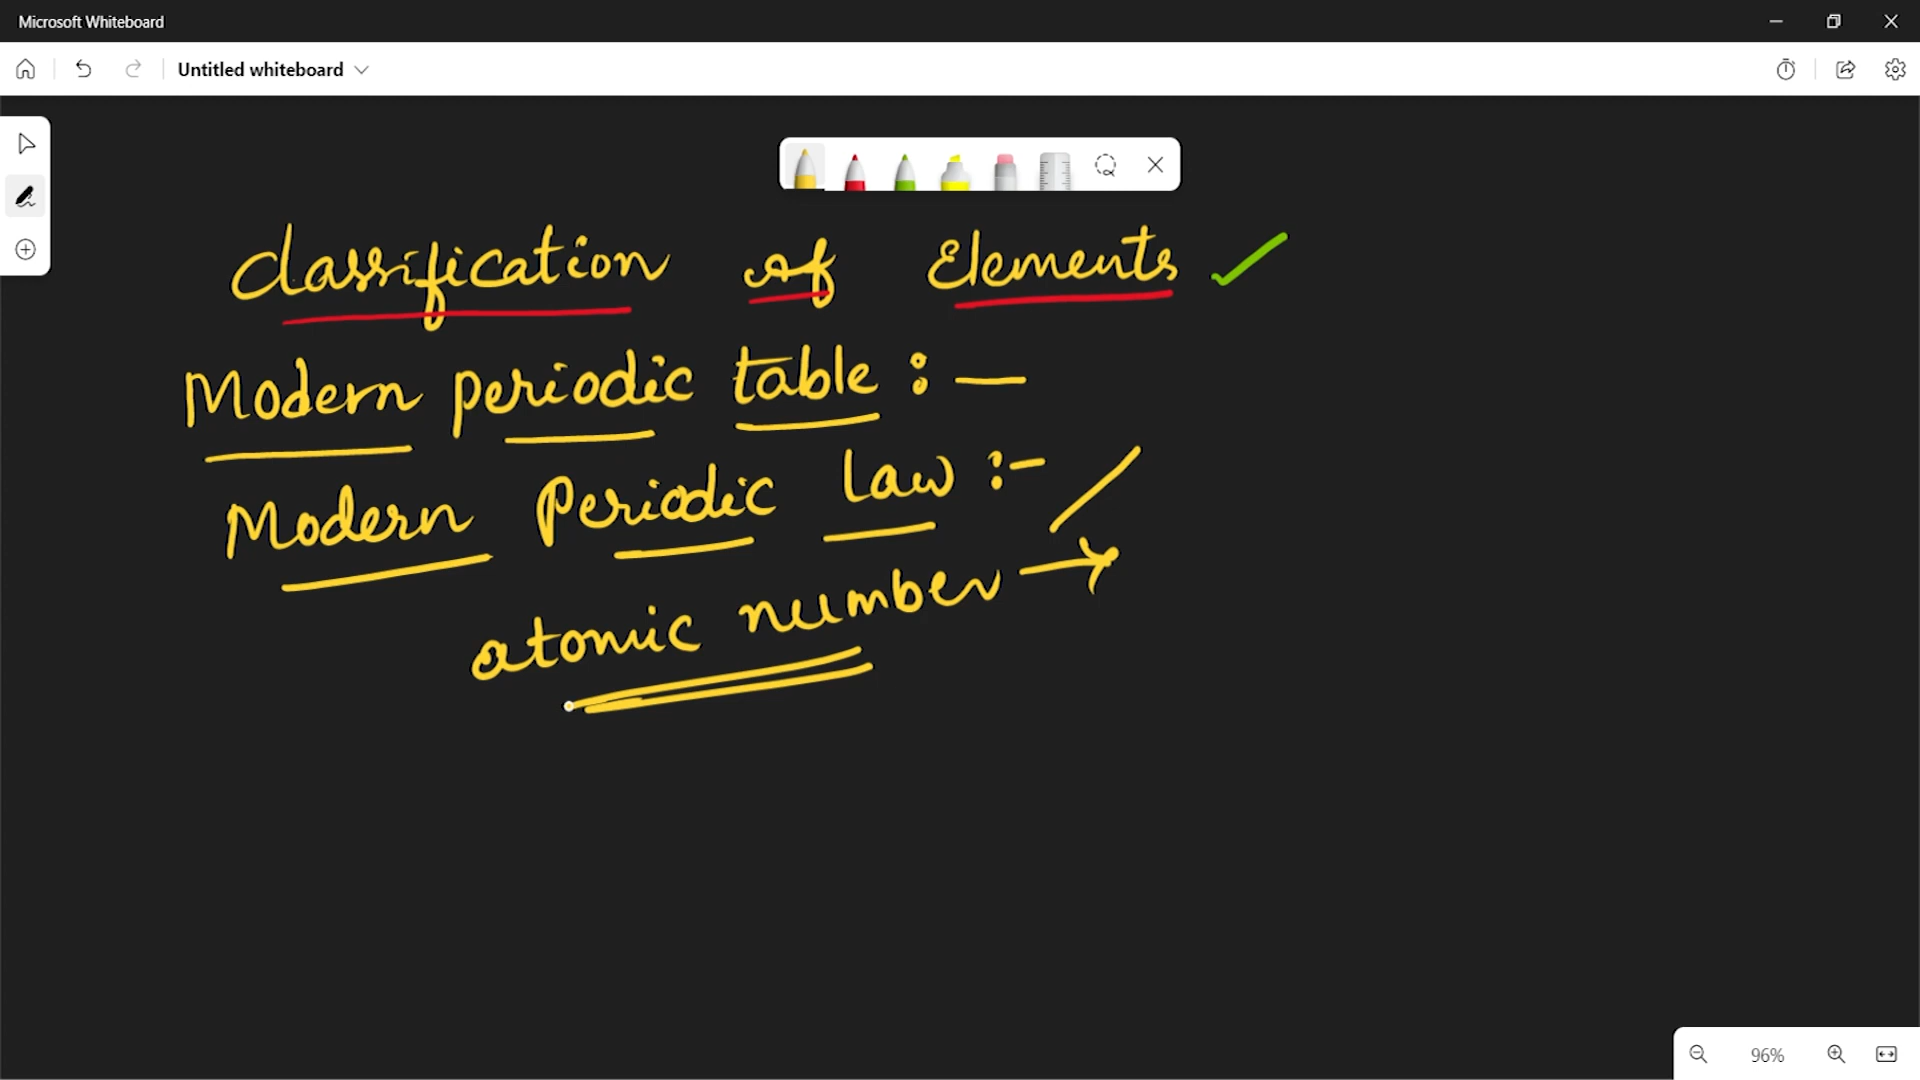 Microsoft Whiteboard
Untitled whiteboard
Classification of Elements ✓
Modern periodic table : —
Modern Periodic law :-
atomic number →
96%